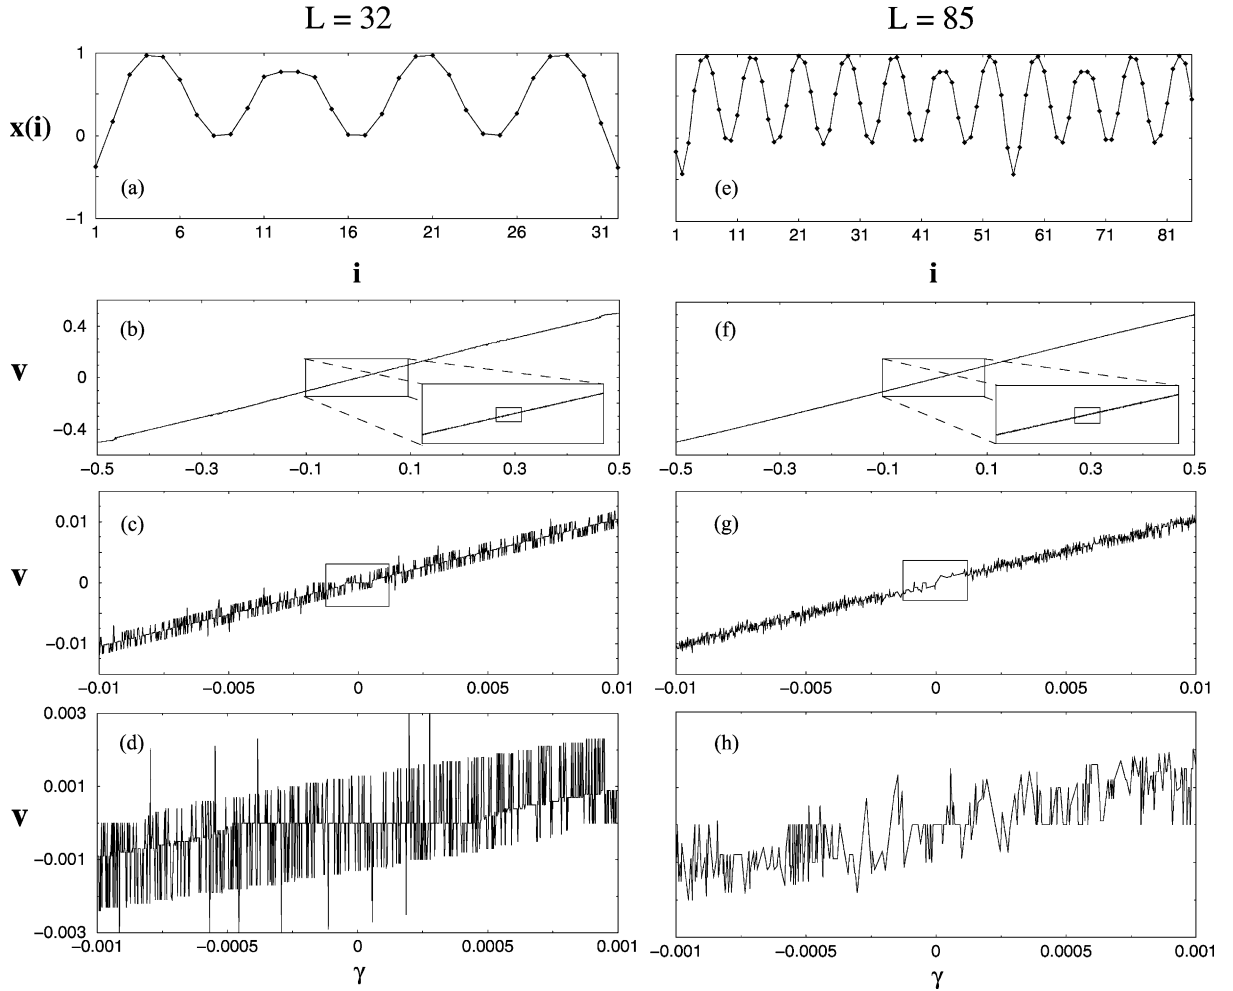 L = 32 L = 85
1
x(i) 0
(a) (e)
−1
1 6 11 16 21 26 31 1 11 21 31 41 51 61 71 81
i i
(b) (f)
0.4
v 0
−0.4
−0.5 −0.3 −0.1 0.1 0.3 0.5 −0.5 −0.3 −0.1 0.1 0.3 0.5
(c) (g)
0.01
v 0
−0.01
−0.01 −0.005 0 0.005 0.01 −0.01 −0.005 0 0.005 0.01
0.003
(d) (h)
0.001
v
−0.001
−0.003
−0.001 −0.0005 0 0.0005 0.001 −0.001 −0.0005 0 0.0005 0.001
γ γ